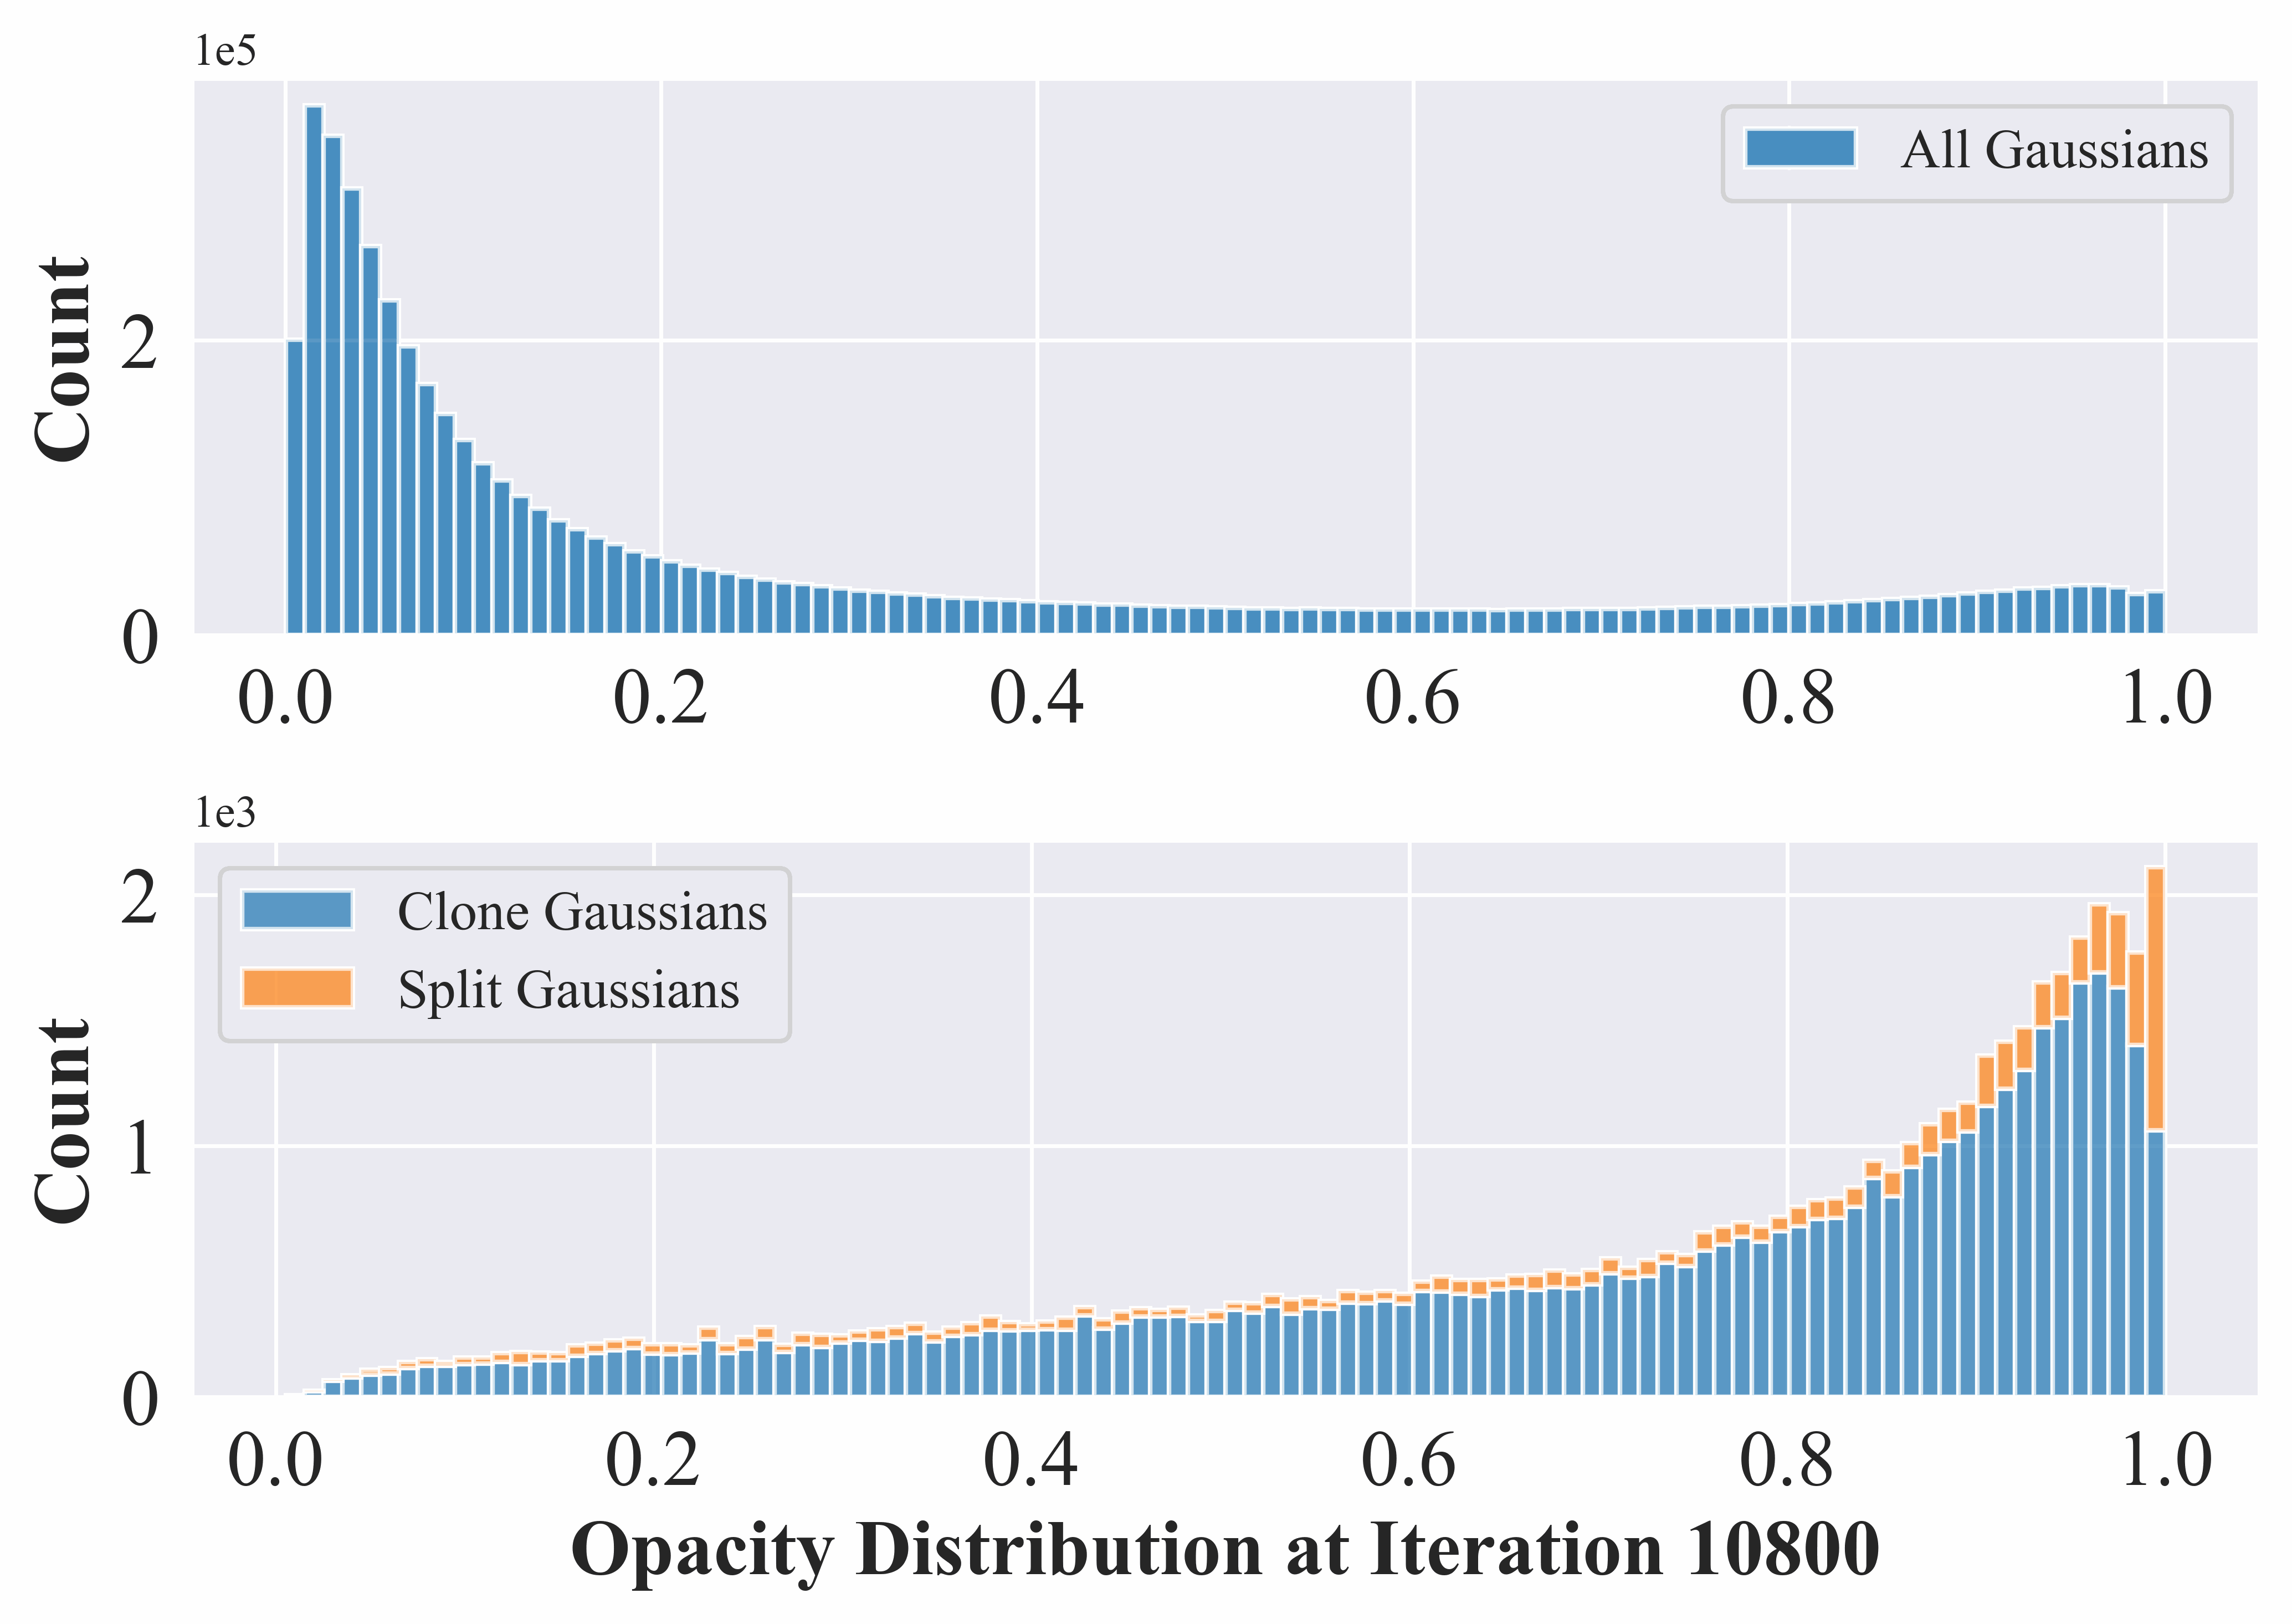 1e5
All Gaussians
Count
2
0
0.0 0.2 0.4 0.6 0.8 1.0
1e3
Clone Gaussians
Split Gaussians
Count
2
1
0
0.0 0.2 0.4 0.6 0.8 1.0
Opacity Distribution at Iteration 10800